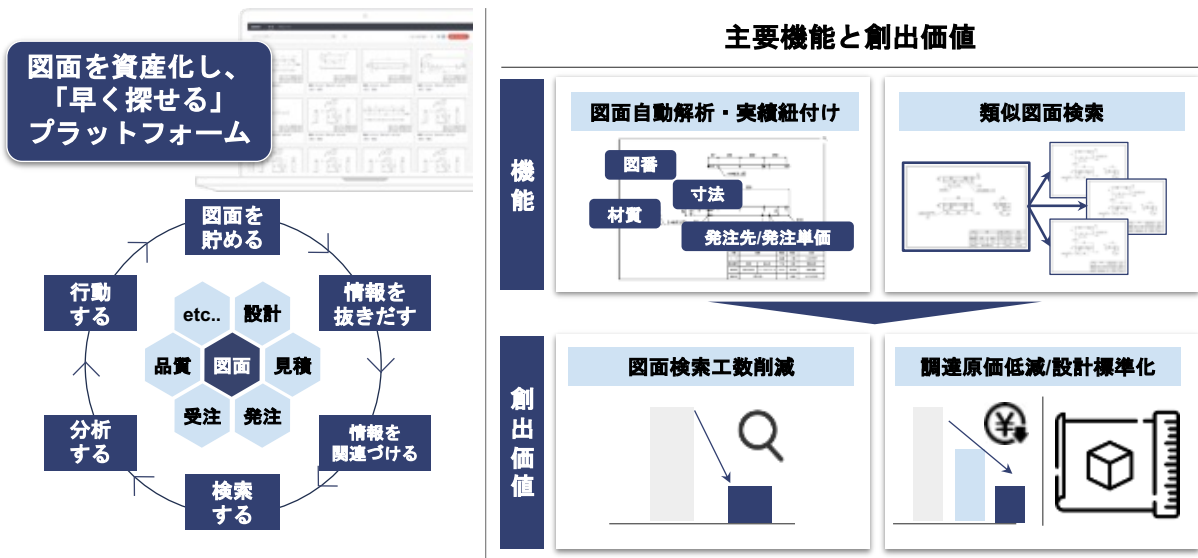 図面を資産化し、
「早く探せる」
プラットフォーム
図面を
貯める
情報を
抜きだす
情報を
関連づける
検索
する
分析
する
行動
する
etc..
設計
品質
図面
見積
受注
発注
主要機能と創出価値
機能
図面自動解析・実績紐付け
図番
寸法
材質
発注先/発注単価
類似図面検索
創出価値
図面検索工数削減
調達原価低減/設計標準化
¥